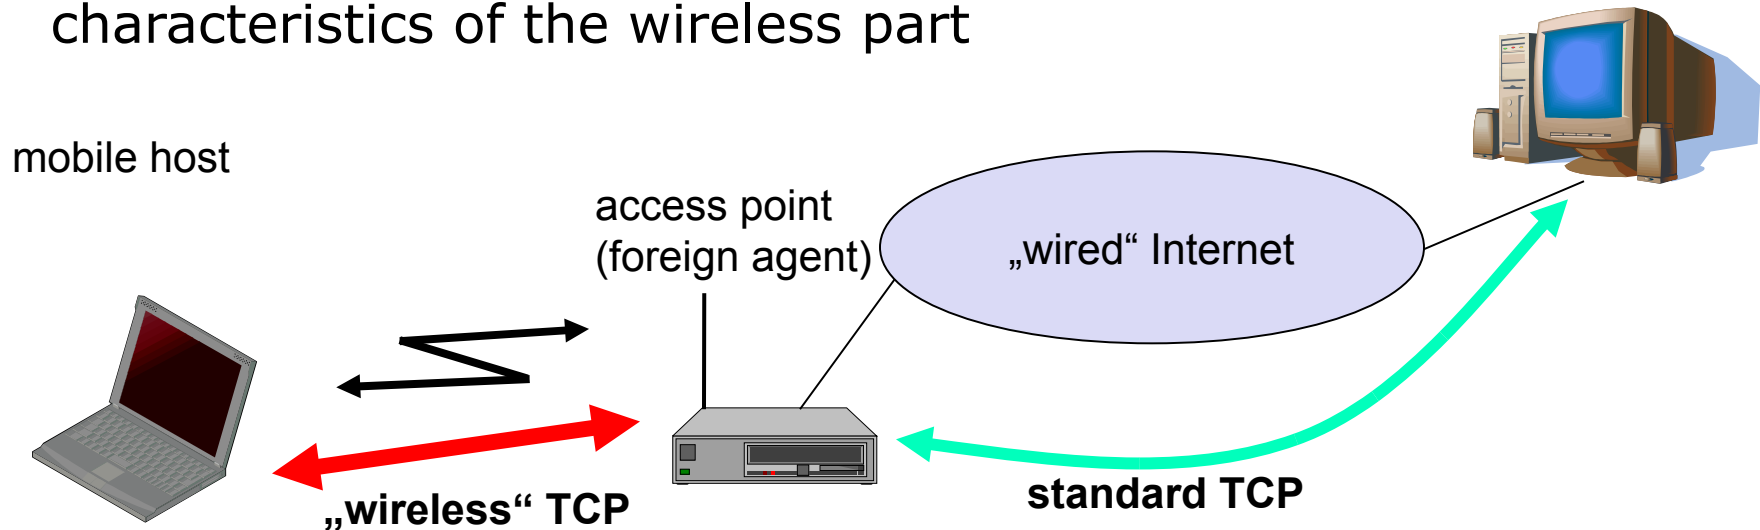 characteristics of the wireless part
mobile host
access point
(foreign agent)
„wired“ Internet
„wireless“ TCP
standard TCP